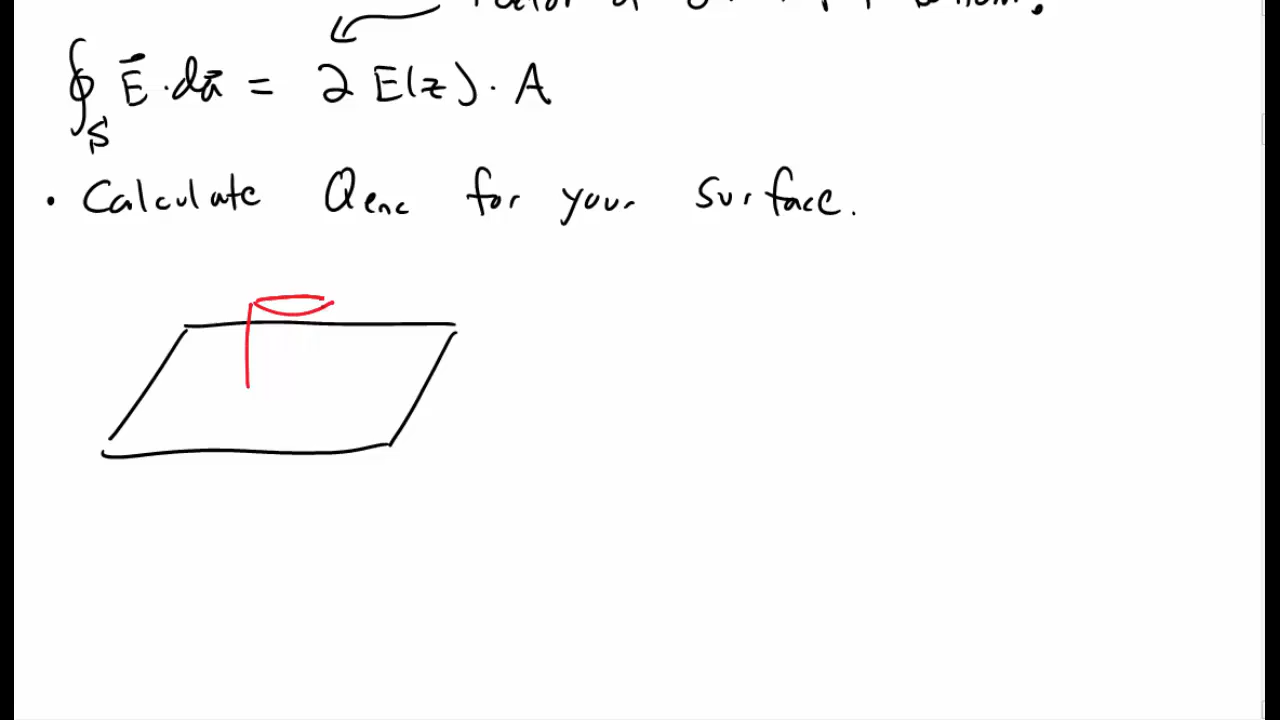 ∮_S E⃗ · da⃗ = 2 E(z) · A
• Calculate Q_enc for your surface.